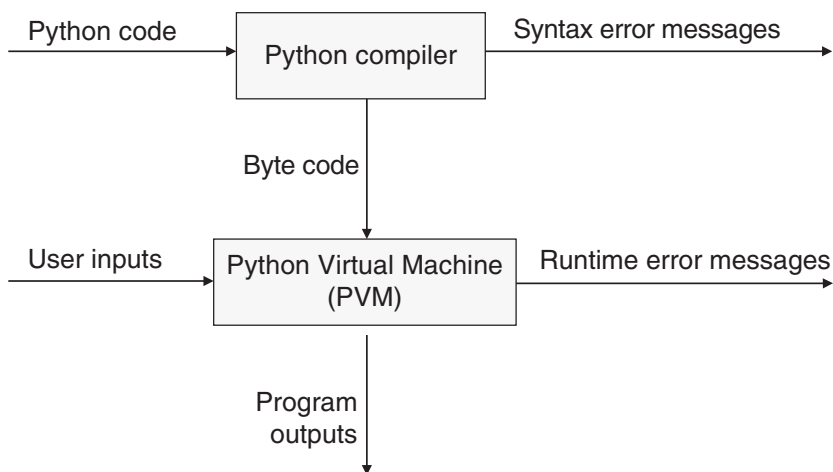 Python code
Python compiler
Syntax error messages
Byte code
User inputs
Python Virtual Machine
(PVM)
Runtime error messages
Program
outputs